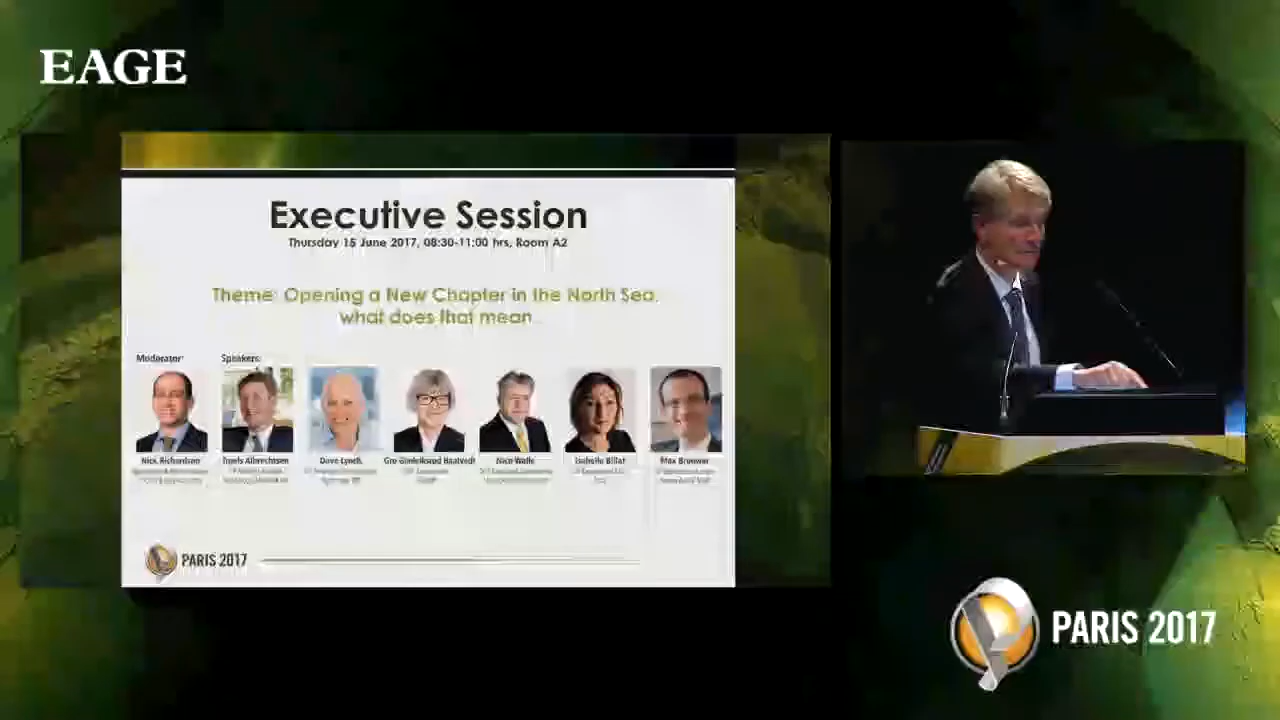 EAGE
Executive Session
Thursday 15 June 2017, 08:30-11:00 hrs, Room A2
Theme: Opening a New Chapter in the North Sea,
what does that mean
Moderator: Speakers:
Nick Richardson Troels Albrechtsen Dave Lynch Gro Gunleiksrud Haatvedt Nico Walle Isabelle Billat Max Brouwer
PARIS 2017
PARIS 2017